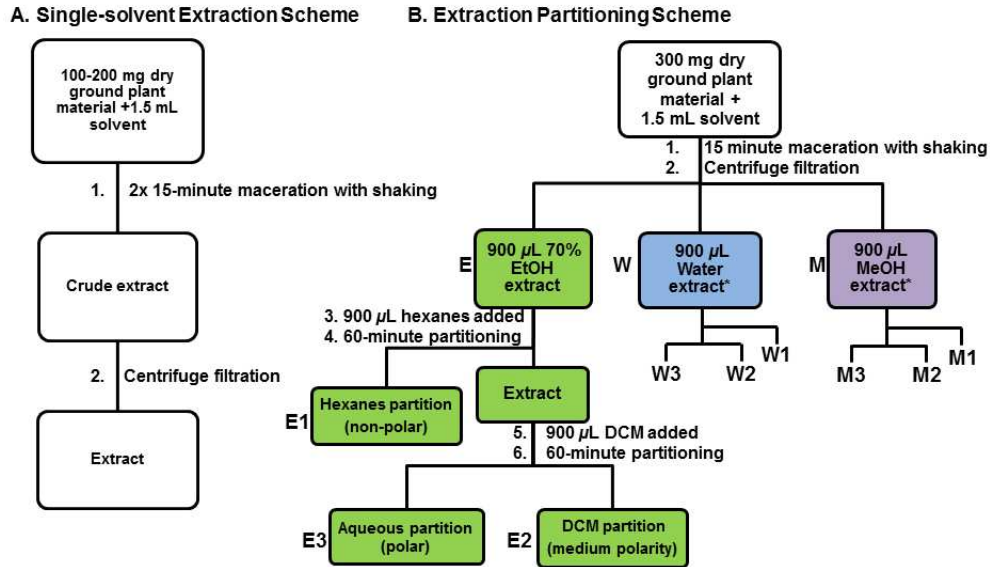 A. Single-solvent Extraction Scheme
100-200 mg dry
ground plant
material +1.5 mL
solvent
1. 2x 15-minute maceration with shaking
Crude extract
2. Centrifuge filtration
Extract
B. Extraction Partitioning Scheme
300 mg dry
ground plant
material +
1.5 mL solvent
1. 15 minute maceration with shaking
2. Centrifuge filtration
E
900 µL 70%
EtOH
extract
W
900 µL
Water
extract*
M
900 µL
MeOH
extract*
3. 900 µL hexanes added
4. 60-minute partitioning
W3
W2
W1
M3
M2
M1
E1
Hexanes partition
(non-polar)
Extract
5. 900 µL DCM added
6. 60-minute partitioning
E3
Aqueous partition
(polar)
E2
DCM partition
(medium polarity)